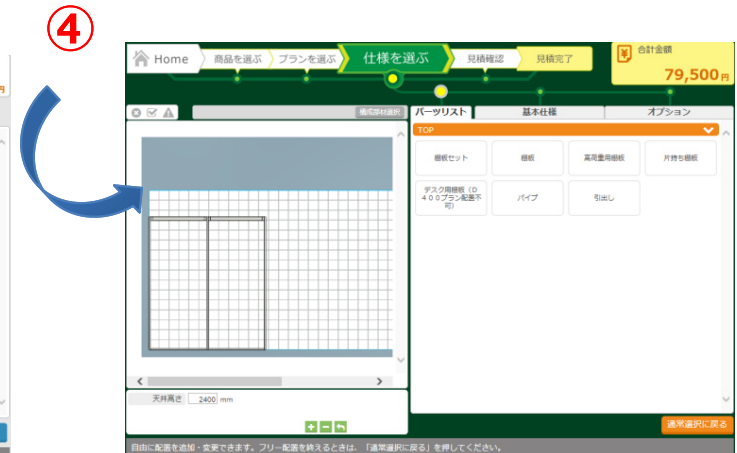 ④
Home
商品を選ぶ
プランを選ぶ
仕様を選ぶ
見積確認
見積完了
合計金額
79,500円
円
構成部材選択
パーツリスト
基本仕様
オプション
TOP
棚板セット
棚板
高荷重用棚板
片持ち棚板
デスク用棚板（D
４００プラン配置不
可）
パイプ
引出し
天井高さ 2400 mm
通常選択に戻る
自由に配置を追加・変更できます。フリー配置を終えるときは、「通常選択に戻る」を押してください。